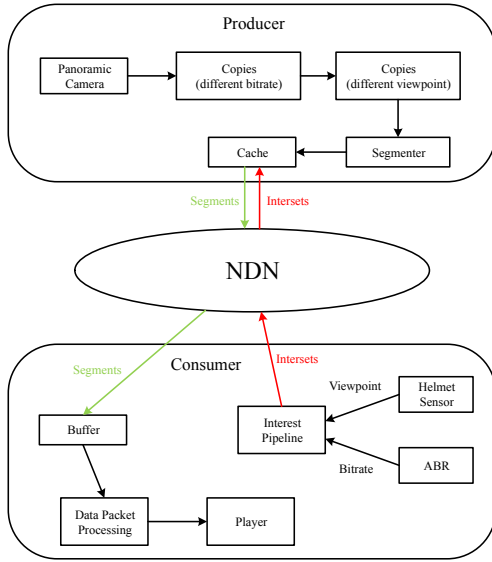 Producer
Panoramic
Camera
Copies
(different bitrate)
Copies
(different viewpoint)
Cache
Segmenter
Segments
Intersets
NDN
Segments
Intersets
Consumer
Viewpoint
Helmet
Sensor
Buffer
Interest
Pipeline
Bitrate
ABR
Data Packet
Processing
Player